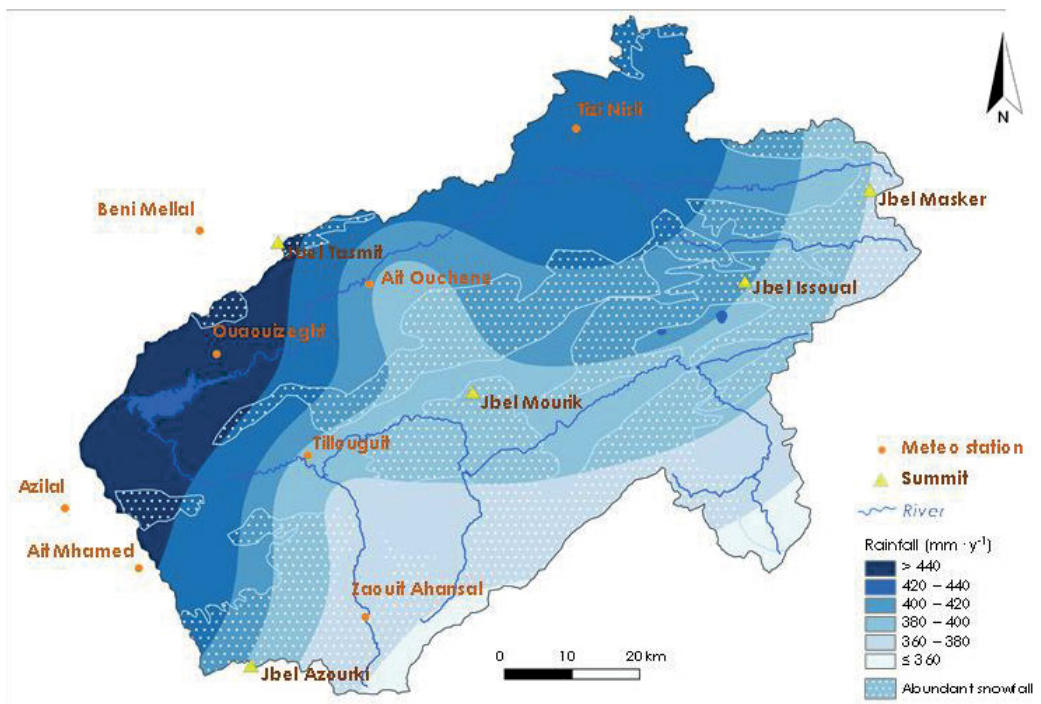 Tizi Nisli
Beni Mellal
Jbel Masker
Jbel Tasmit
Ait Ouchene
Jbel Issoual
Ouaouizeght
Jbel Mourik
Tillouguit
Meteo station
Azilal
Summit
River
Ait Mhamed
Zaouit Ahansal
Jbel Azourki
N
0 10 20 km
Rainfall (mm · y⁻¹)
> 440
420 – 440
400 – 420
380 – 400
360 – 380
≤ 360
Abundant snowfall